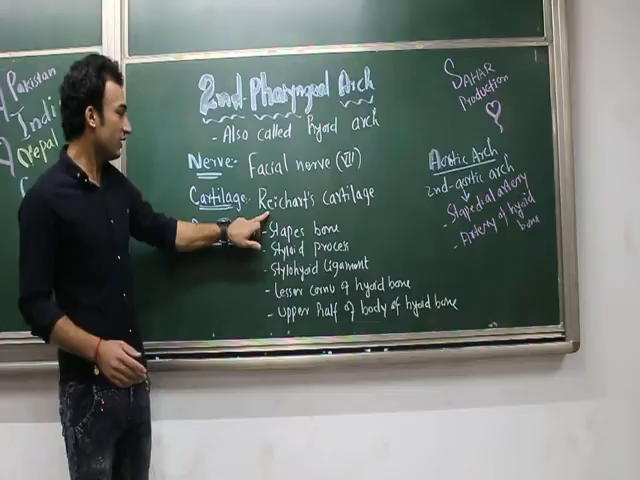 Pakistan
Indi
Nepal
2nd Pharyngeal Arch
- Also called hyoid arch
Nerve:- Facial nerve (VII)
Cartilage:- Reichart's cartilage
- Stapes bone
- Styloid process
- Stylohyoid ligament
- Lesser cornu of hyoid bone
- Upper half of body of hyoid bone
SAHAR
Production
Aortic Arch
2nd-aortic arch
- Stapedial artery
- Artery of hyoid
bone